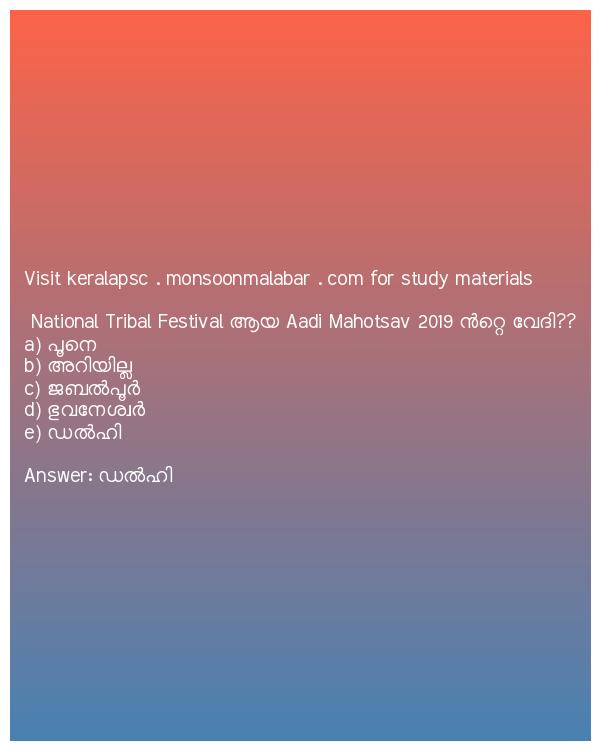 Visit keralapsc . monsoonmalabar . com for study materials
National Tribal Festival ആയ Aadi Mahotsav 2019 ൻറ്റെ വേദി??
a) പൂനെ
b) അറിയില്ല
c) ജബൽപൂർ
d) ഭുവനേശ്വർ
e) ഡൽഹി
Answer: ഡൽഹി